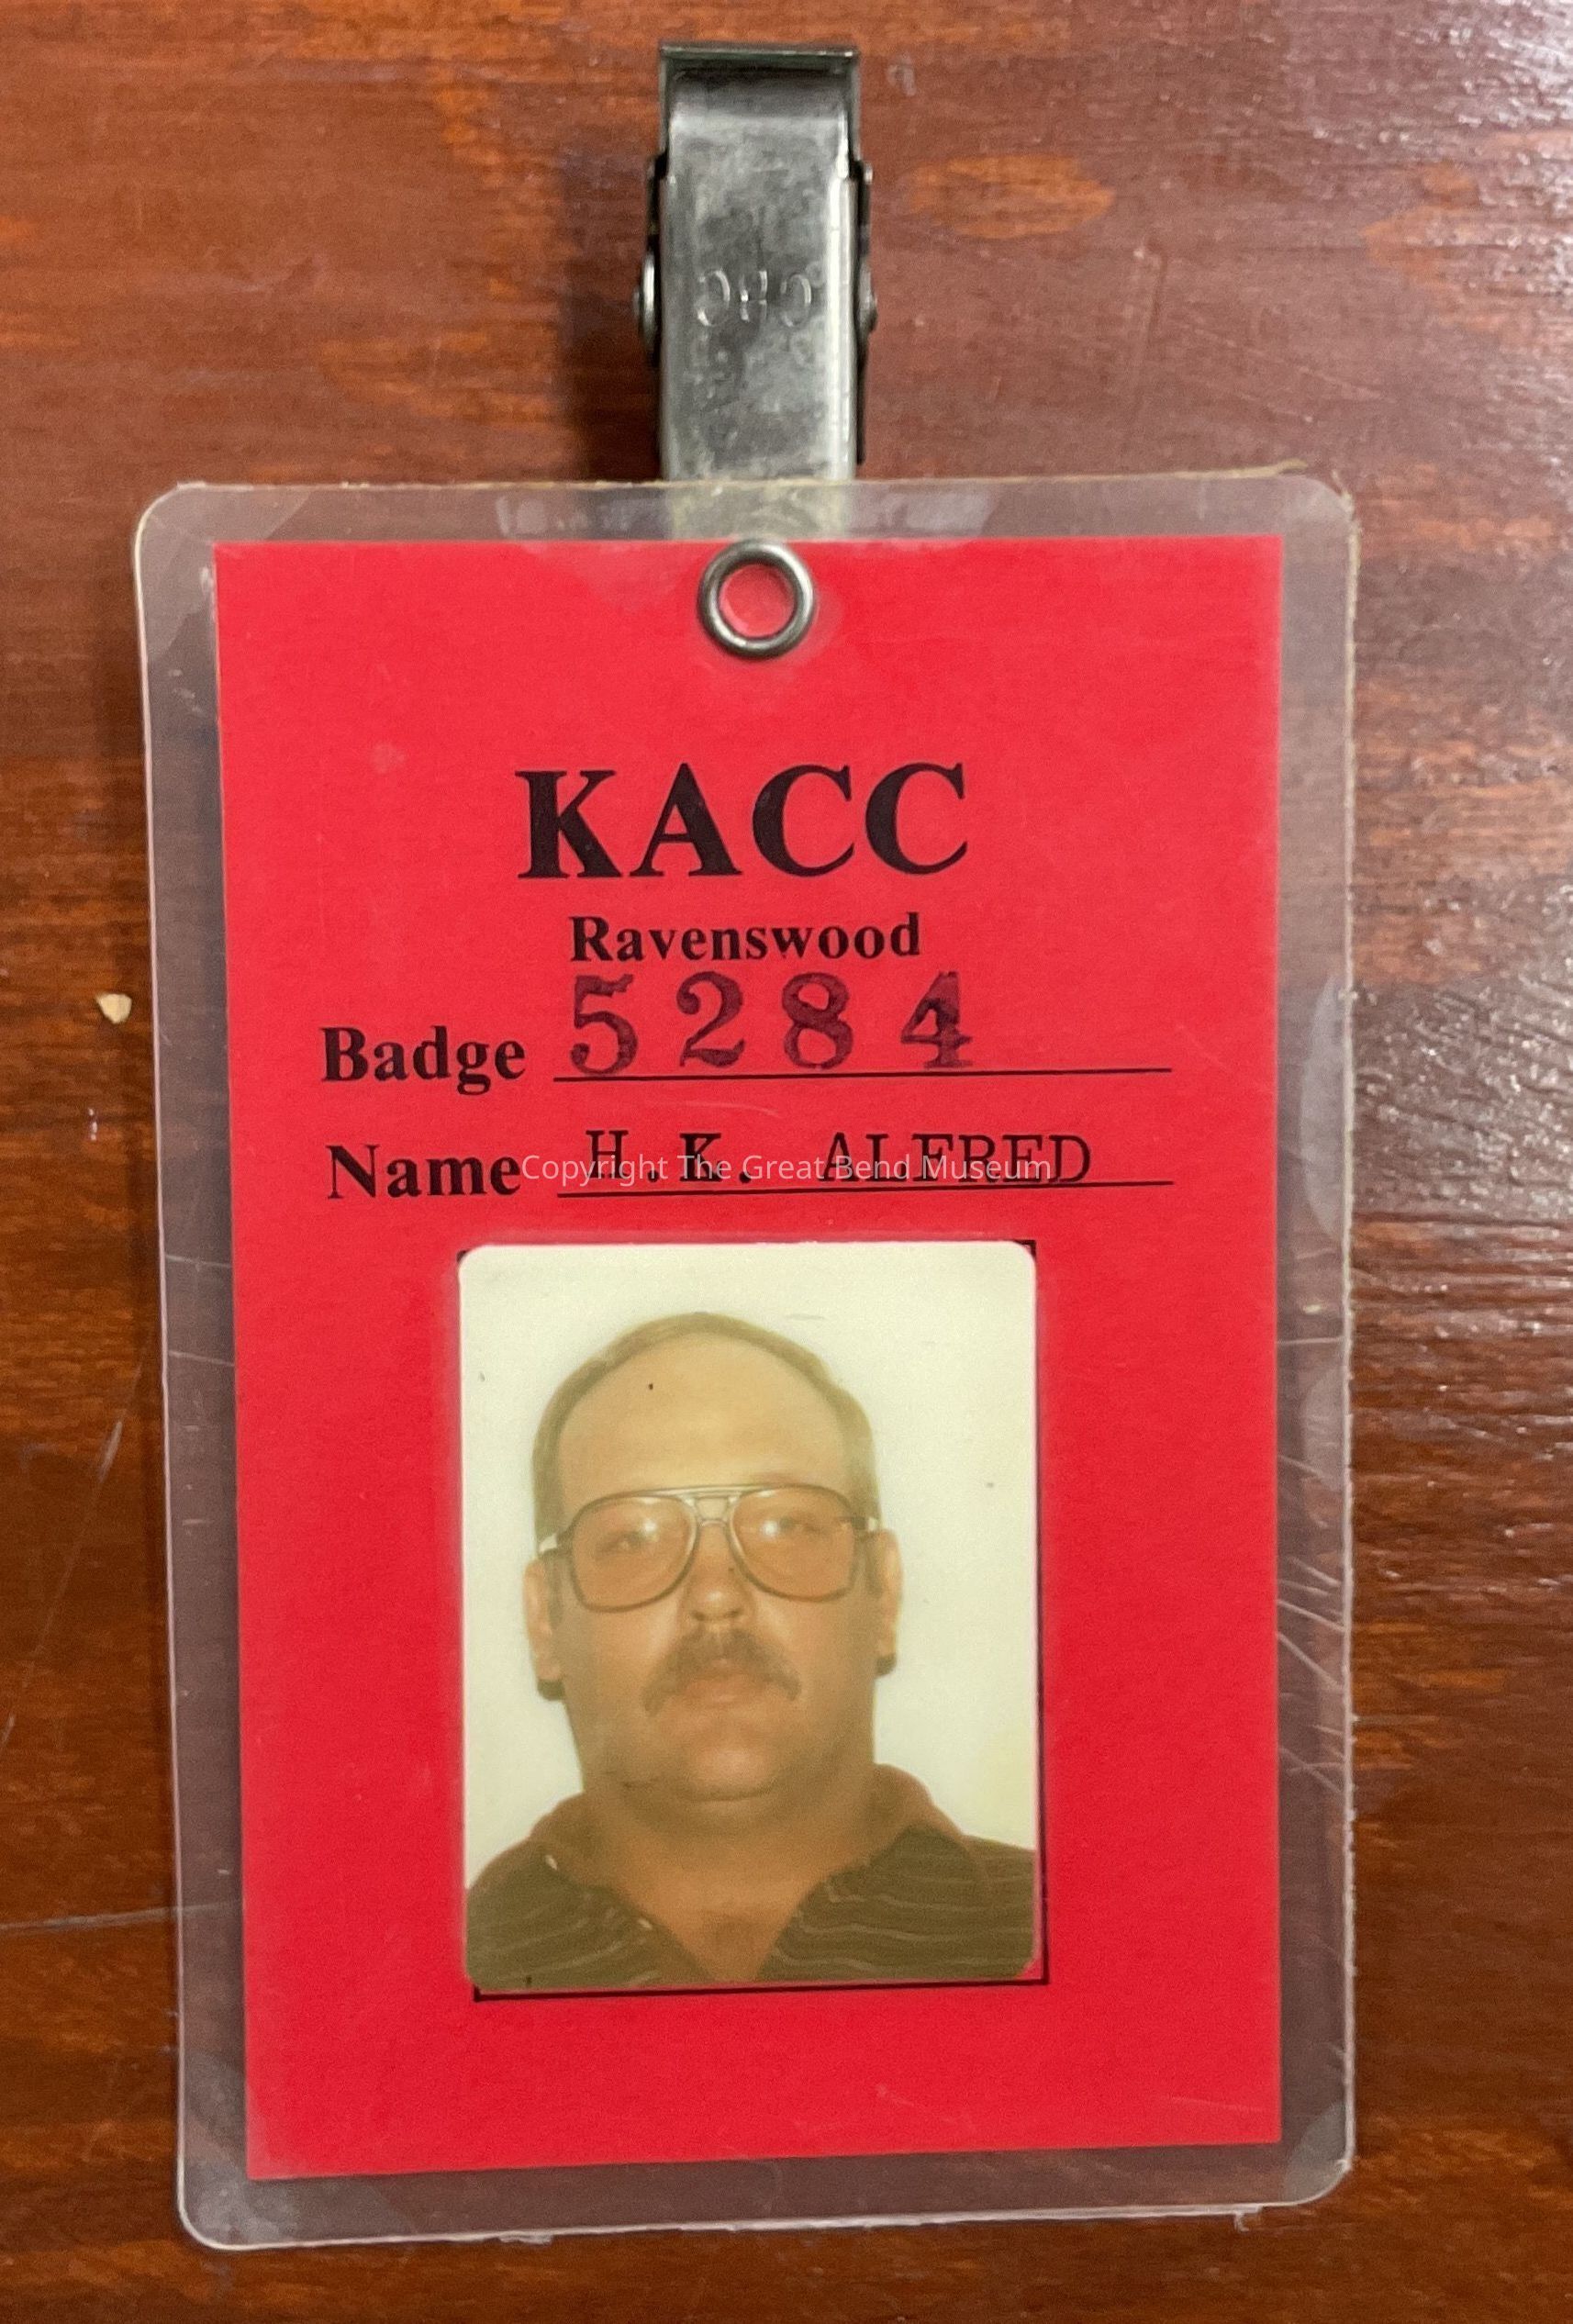 KACC
Ravenswood
Badge 5284
Name H.K. ALFRED
Copyright The Great Bend Museum